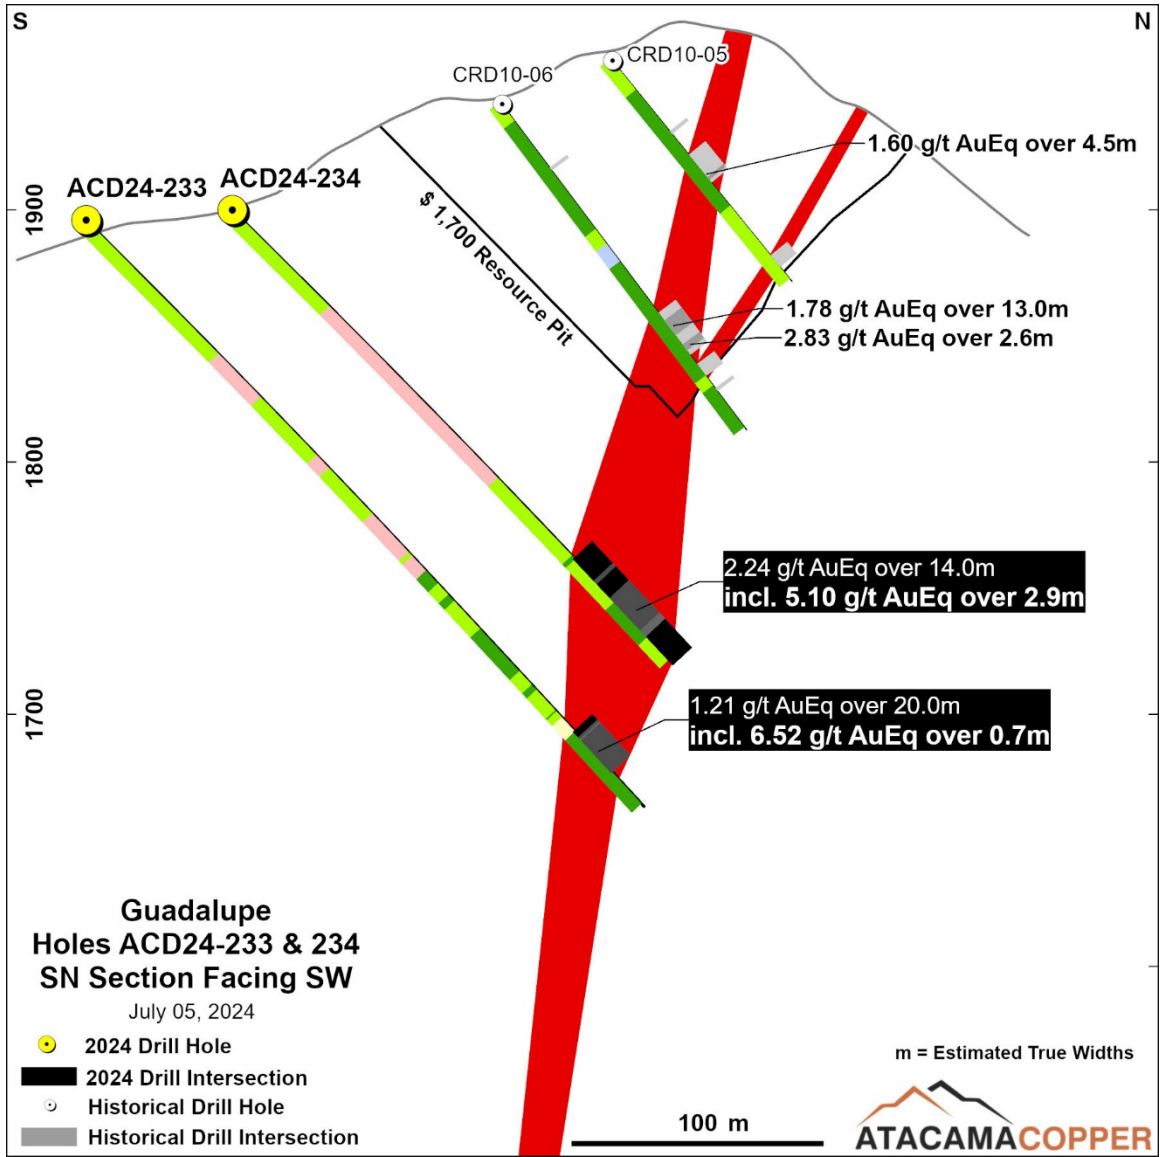 S
N
CRD10-05
CRD10-06
1.60 g/t AuEq over 4.5m
ACD24-233
ACD24-234
1900
$ 1,700 Resource Pit
1.78 g/t AuEq over 13.0m
2.83 g/t AuEq over 2.6m
1800
2.24 g/t AuEq over 14.0m
incl. 5.10 g/t AuEq over 2.9m
1700
1.21 g/t AuEq over 20.0m
incl. 6.52 g/t AuEq over 0.7m
Guadalupe
Holes ACD24-233 & 234
SN Section Facing SW
July 05, 2024
2024 Drill Hole
2024 Drill Intersection
Historical Drill Hole
Historical Drill Intersection
m = Estimated True Widths
100 m
ATACAMACOPPER